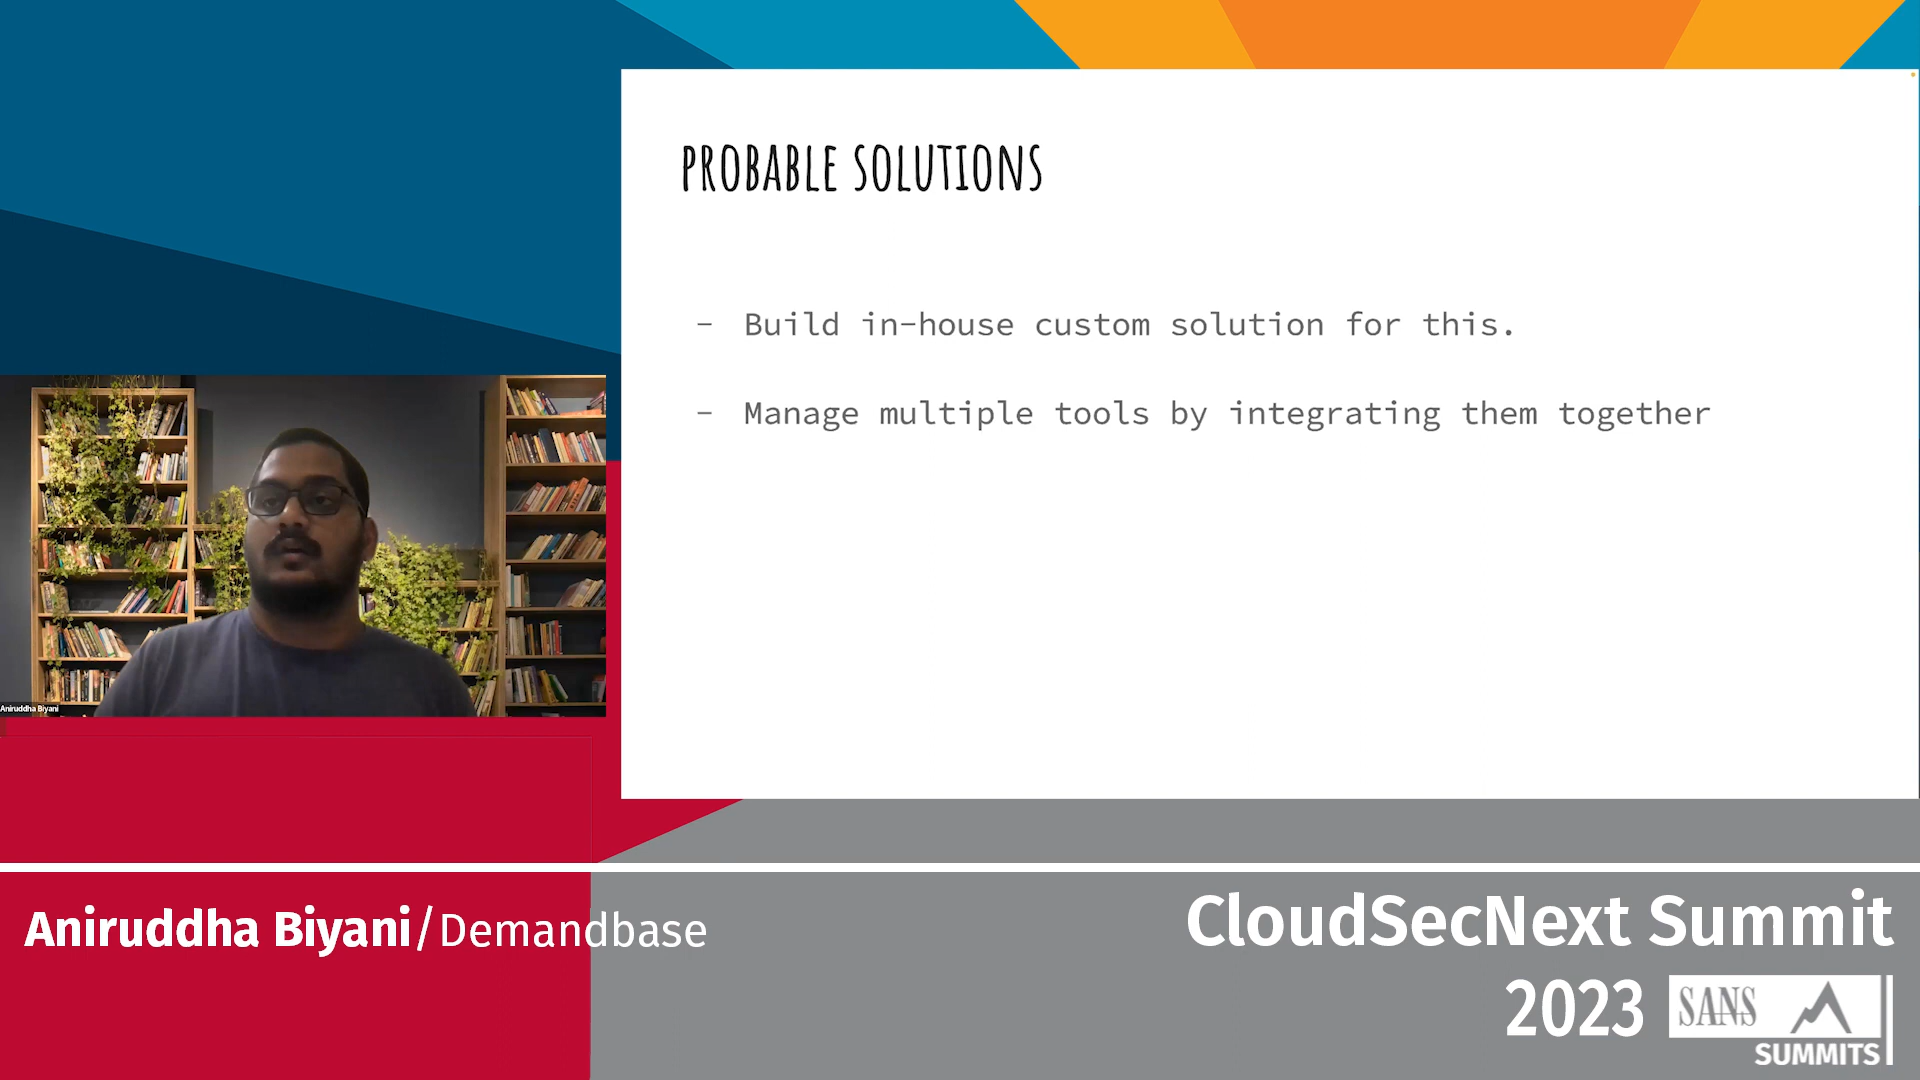 PROBABLE SOLUTIONS
- Build in-house custom solution for this.
- Manage multiple tools by integrating them together
Aniruddha Biyani
Aniruddha Biyani/Demandbase
CloudSecNext Summit
2023
SANS
SUMMITS